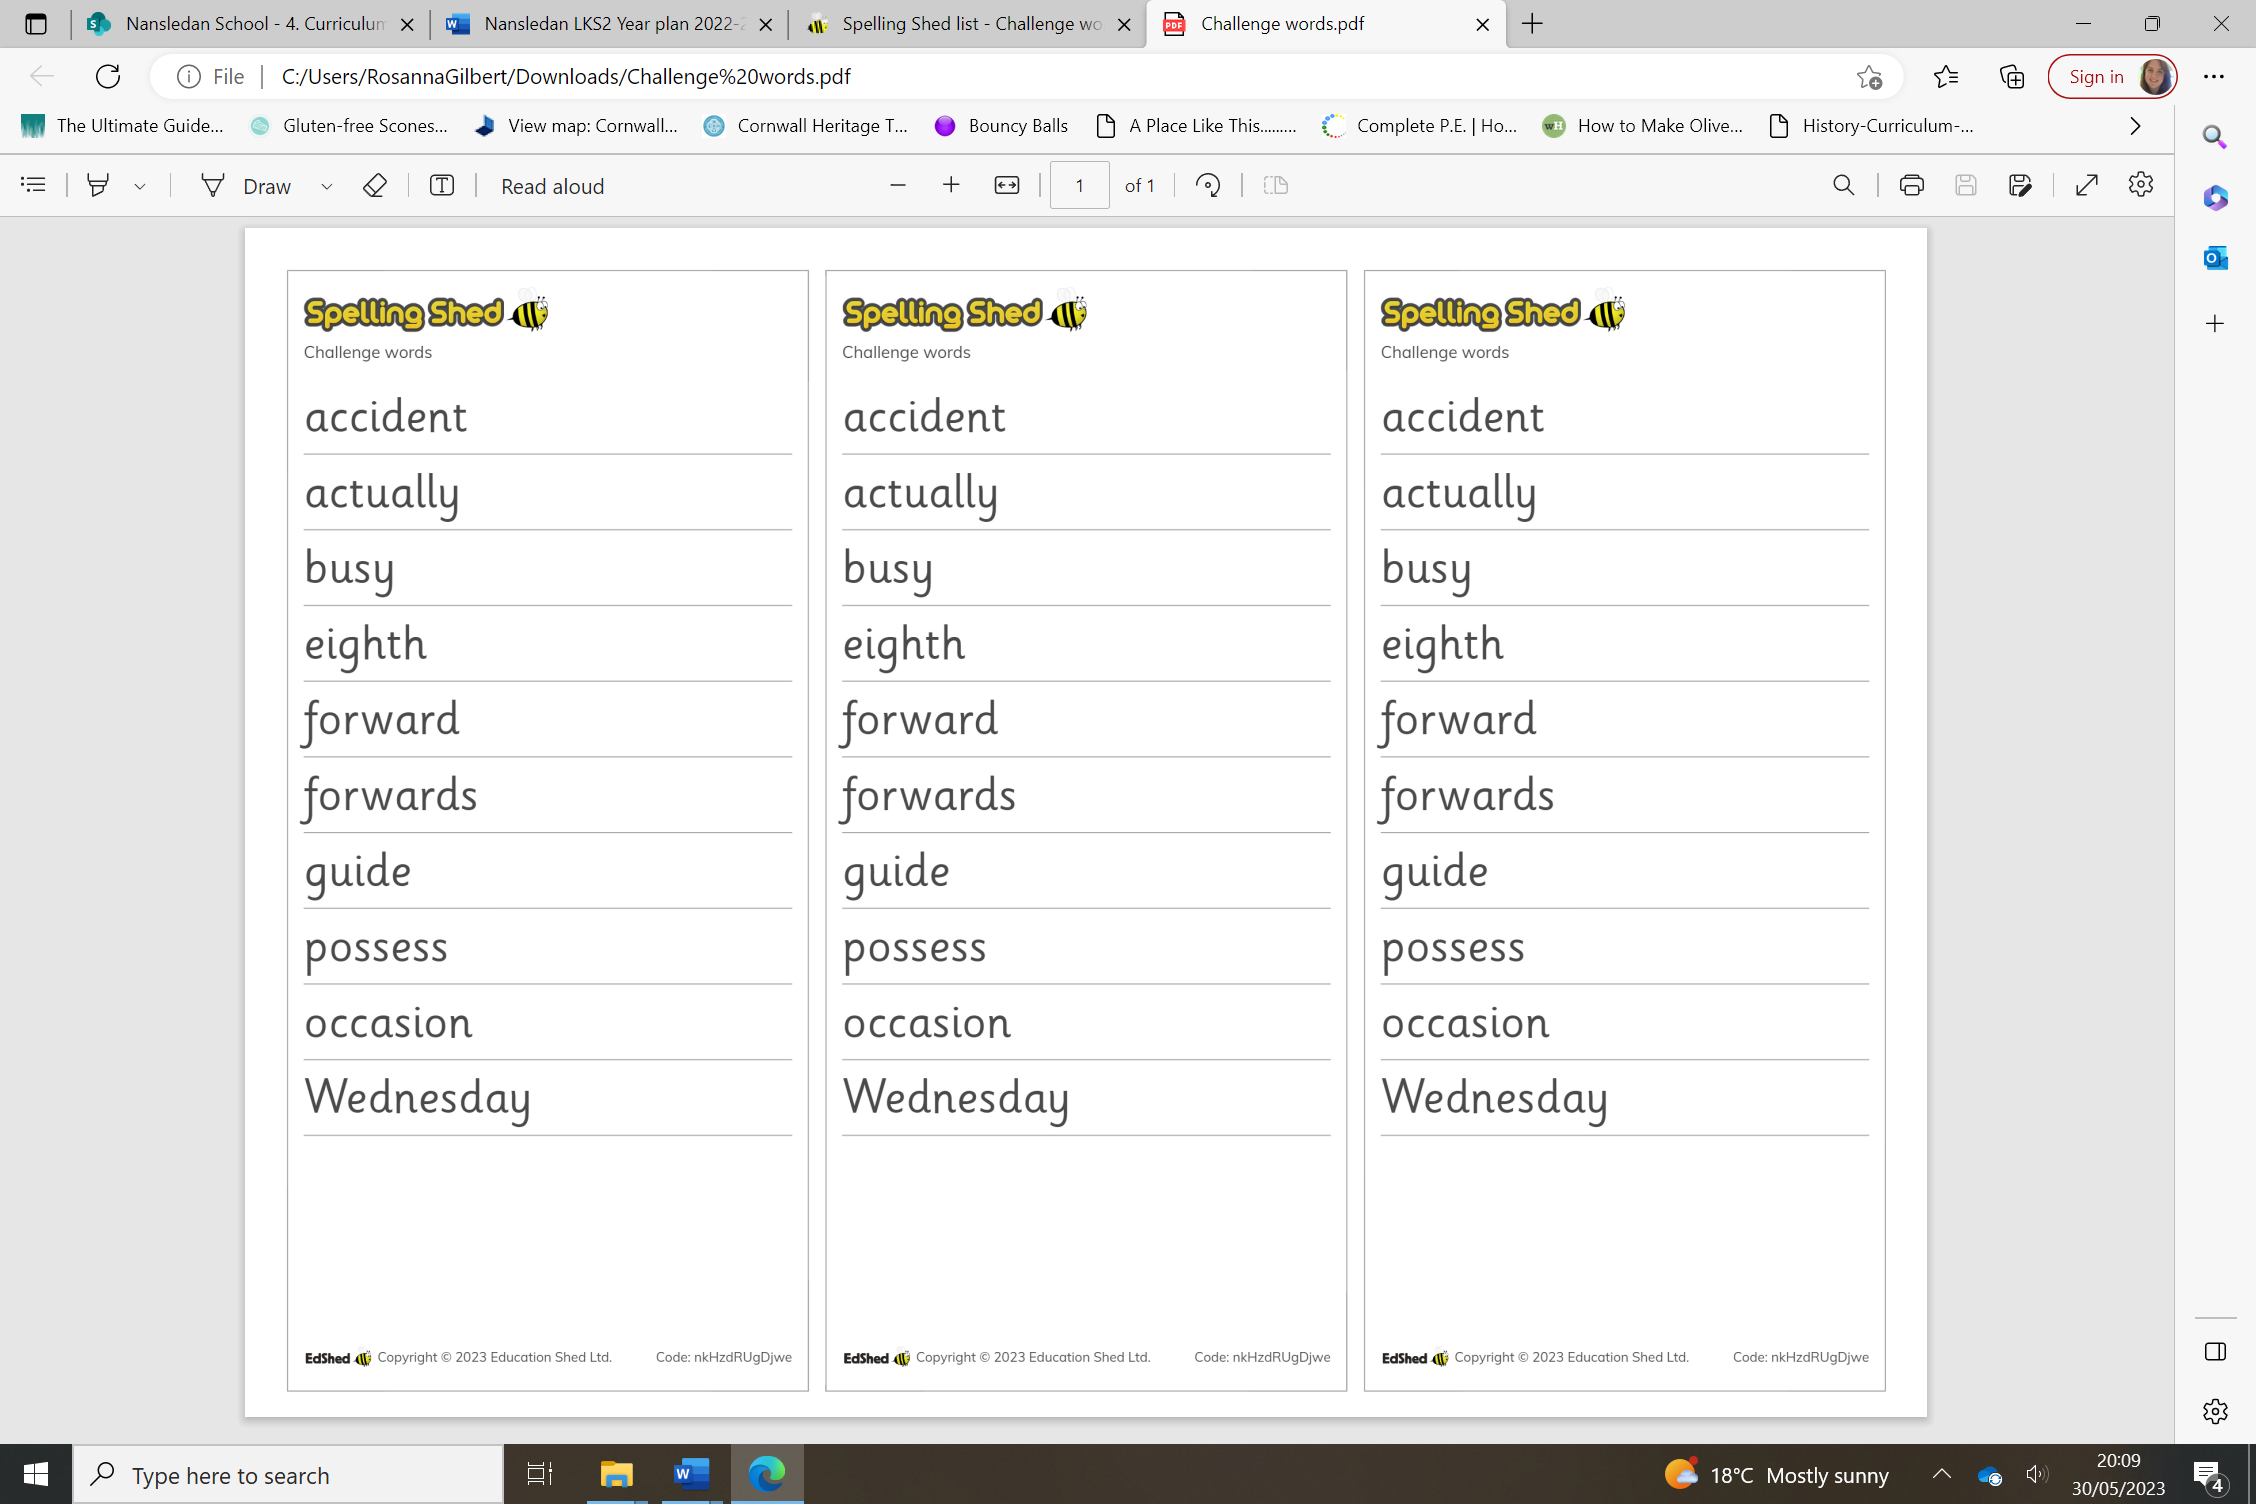 Nansledan School - 4. Curriculum
Nansledan LKS2 Year plan 2022-2
Spelling Shed list - Challenge wo
Challenge words.pdf
File
C:/Users/RosannaGilbert/Downloads/Challenge%20words.pdf
Sign in
The Ultimate Guide...
Gluten-free Scones...
View map: Cornwall...
Cornwall Heritage T...
Bouncy Balls
A Place Like This.........
Complete P.E. | Ho...
How to Make Olive...
History-Curriculum-...
Draw
Read aloud
1
of 1
Spelling Shed
Challenge words
accident
actually
busy
eighth
forward
forwards
guide
possess
occasion
Wednesday
EdShed Copyright © 2023 Education Shed Ltd. Code: nkHzdRUgDjwe
Spelling Shed
Challenge words
accident
actually
busy
eighth
forward
forwards
guide
possess
occasion
Wednesday
EdShed Copyright © 2023 Education Shed Ltd. Code: nkHzdRUgDjwe
Spelling Shed
Challenge words
accident
actually
busy
eighth
forward
forwards
guide
possess
occasion
Wednesday
EdShed Copyright © 2023 Education Shed Ltd. Code: nkHzdRUgDjwe
Type here to search
18°C Mostly sunny
20:09
30/05/2023
4